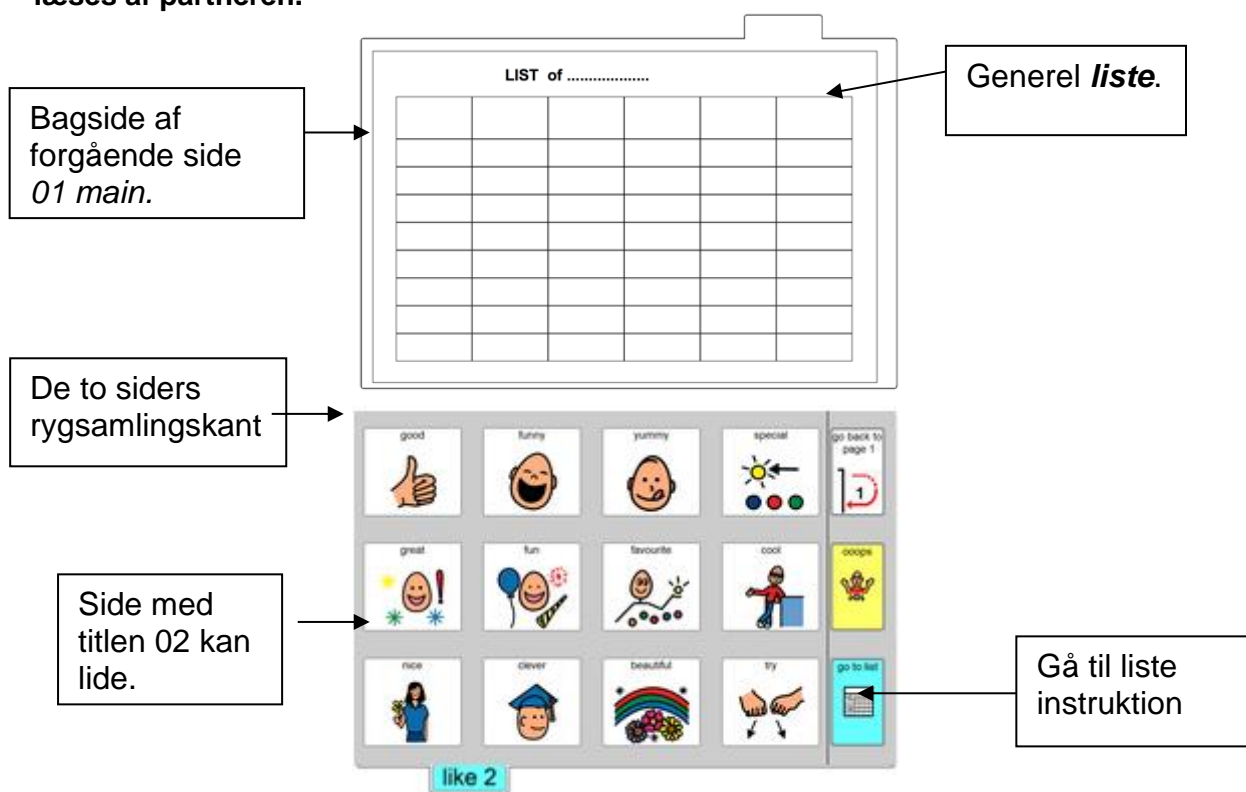 læses af partneren.
LIST of ...................
Generel liste.
Bagside af
forgående side
01 main.
De to siders
rygsamlingskant
good
funny
yummy
special
go back to
page 1
1
great
fun
favourite
cool
ooops
Side med
titlen 02 kan
lide.
nice
clever
beautiful
try
go to list
Gå til liste
instruktion
like 2